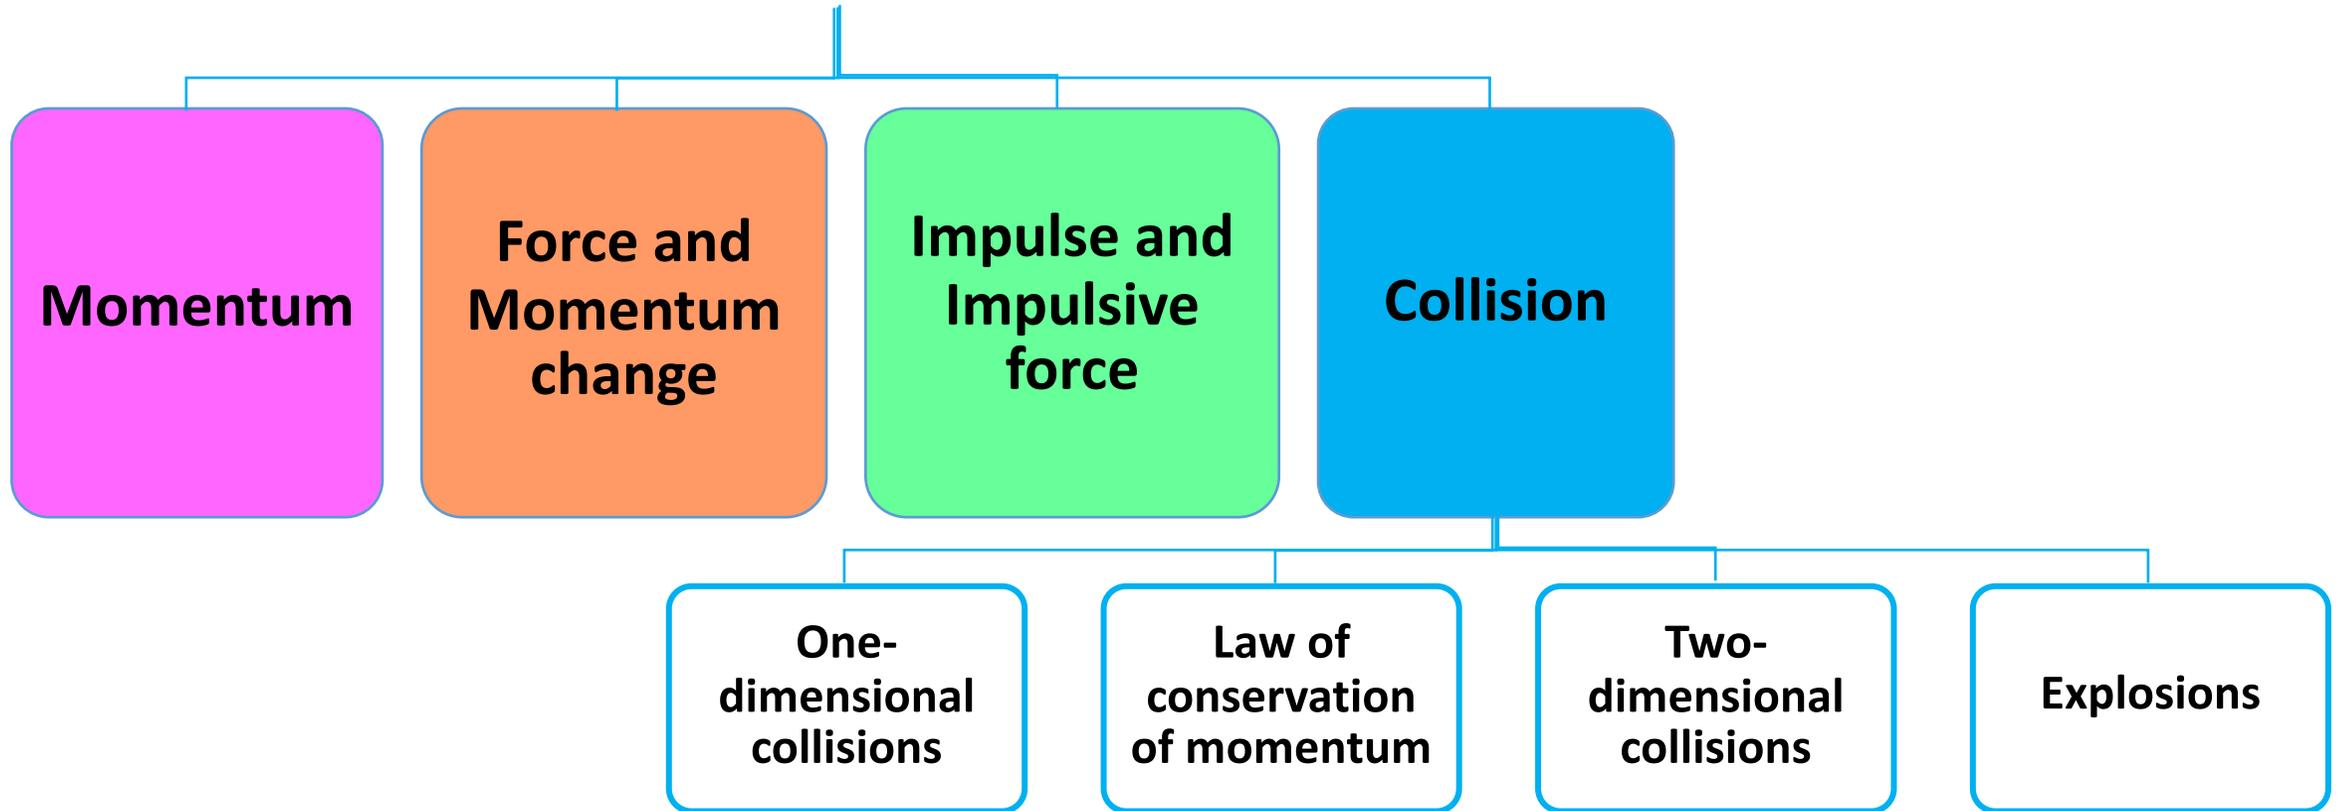 Momentum
Force and
Momentum
change
Impulse and
Impulsive
force
Collision
One-
dimensional
collisions
Law of
conservation
of momentum
Two-
dimensional
collisions
Explosions